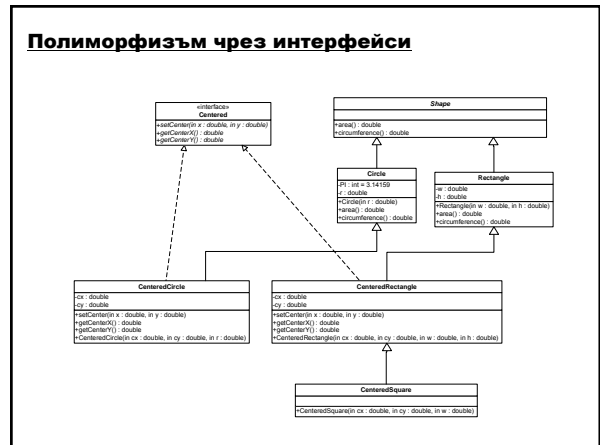 Полиморфизъм чрез интерфейси
«interface»
Centered
+setCenter(in x : double, in y : double)
+getCenterX() : double
+getCenterY() : double
Shape
+area() : double
+circumference() : double
Circle
-PI : int = 3.14159
-r : double
+Circle(in r : double)
+area() : double
+circumference() : double
Rectangle
-w : double
-h : double
+Rectangle(in w : double, in h : double)
+area() : double
+circumference() : double
CenteredCircle
-cx : double
-cy : double
+setCenter(in x : double, in y : double)
+getCenterX() : double
+getCenterY() : double
+CenteredCircle(in cx : double, in cy : double, in r : double)
CenteredRectangle
-cx : double
-cy : double
+setCenter(in x : double, in y : double)
+getCenterX() : double
+getCenterY() : double
+CenteredRectangle(in cx : double, in cy : double, in w : double, in h : double)
CenteredSquare
+CenteredSquare(in cx : double, in cy : double, in w : double)